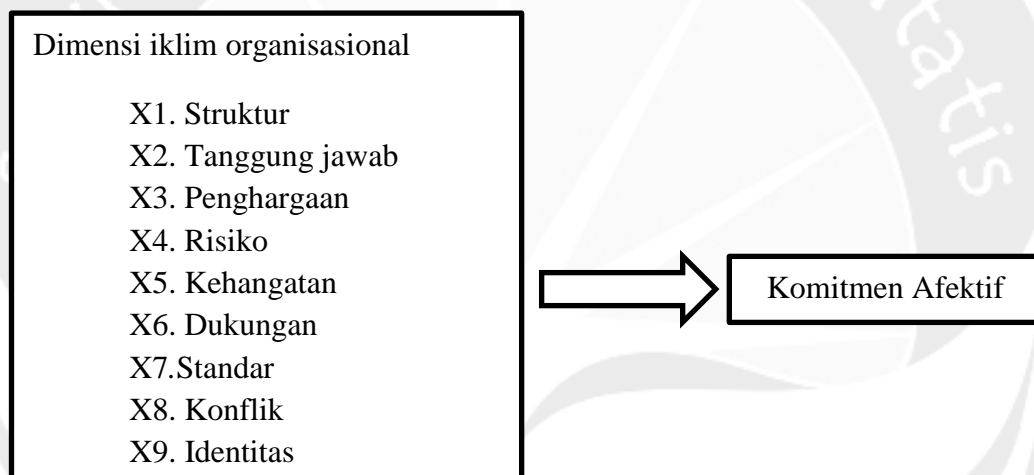 Dimensi iklim organisasional
X1. Struktur
X2. Tanggung jawab
X3. Penghargaan
X4. Risiko
X5. Kehangatan
X6. Dukungan
X7.Standar
X8. Konflik
X9. Identitas
Komitmen Afektif